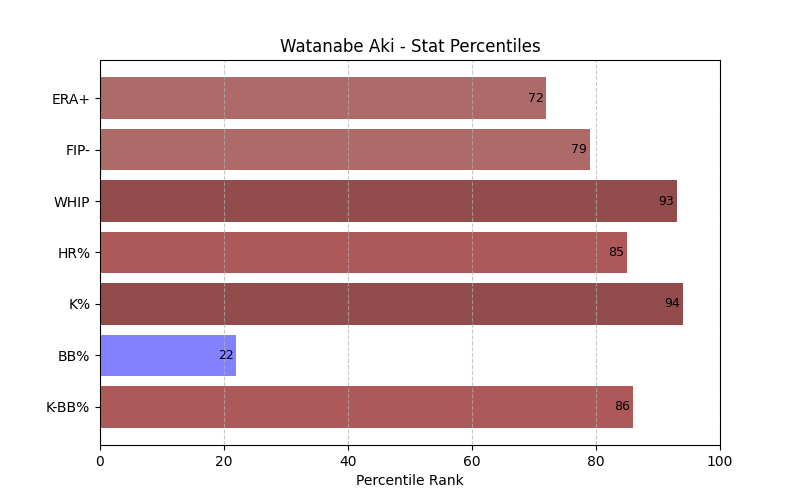 Watanabe Aki - Stat Percentiles
ERA+ 72
FIP- 79
WHIP 93
HR% 85
K% 94
BB% 22
K-BB% 86
0 20 40 60 80 100
Percentile Rank